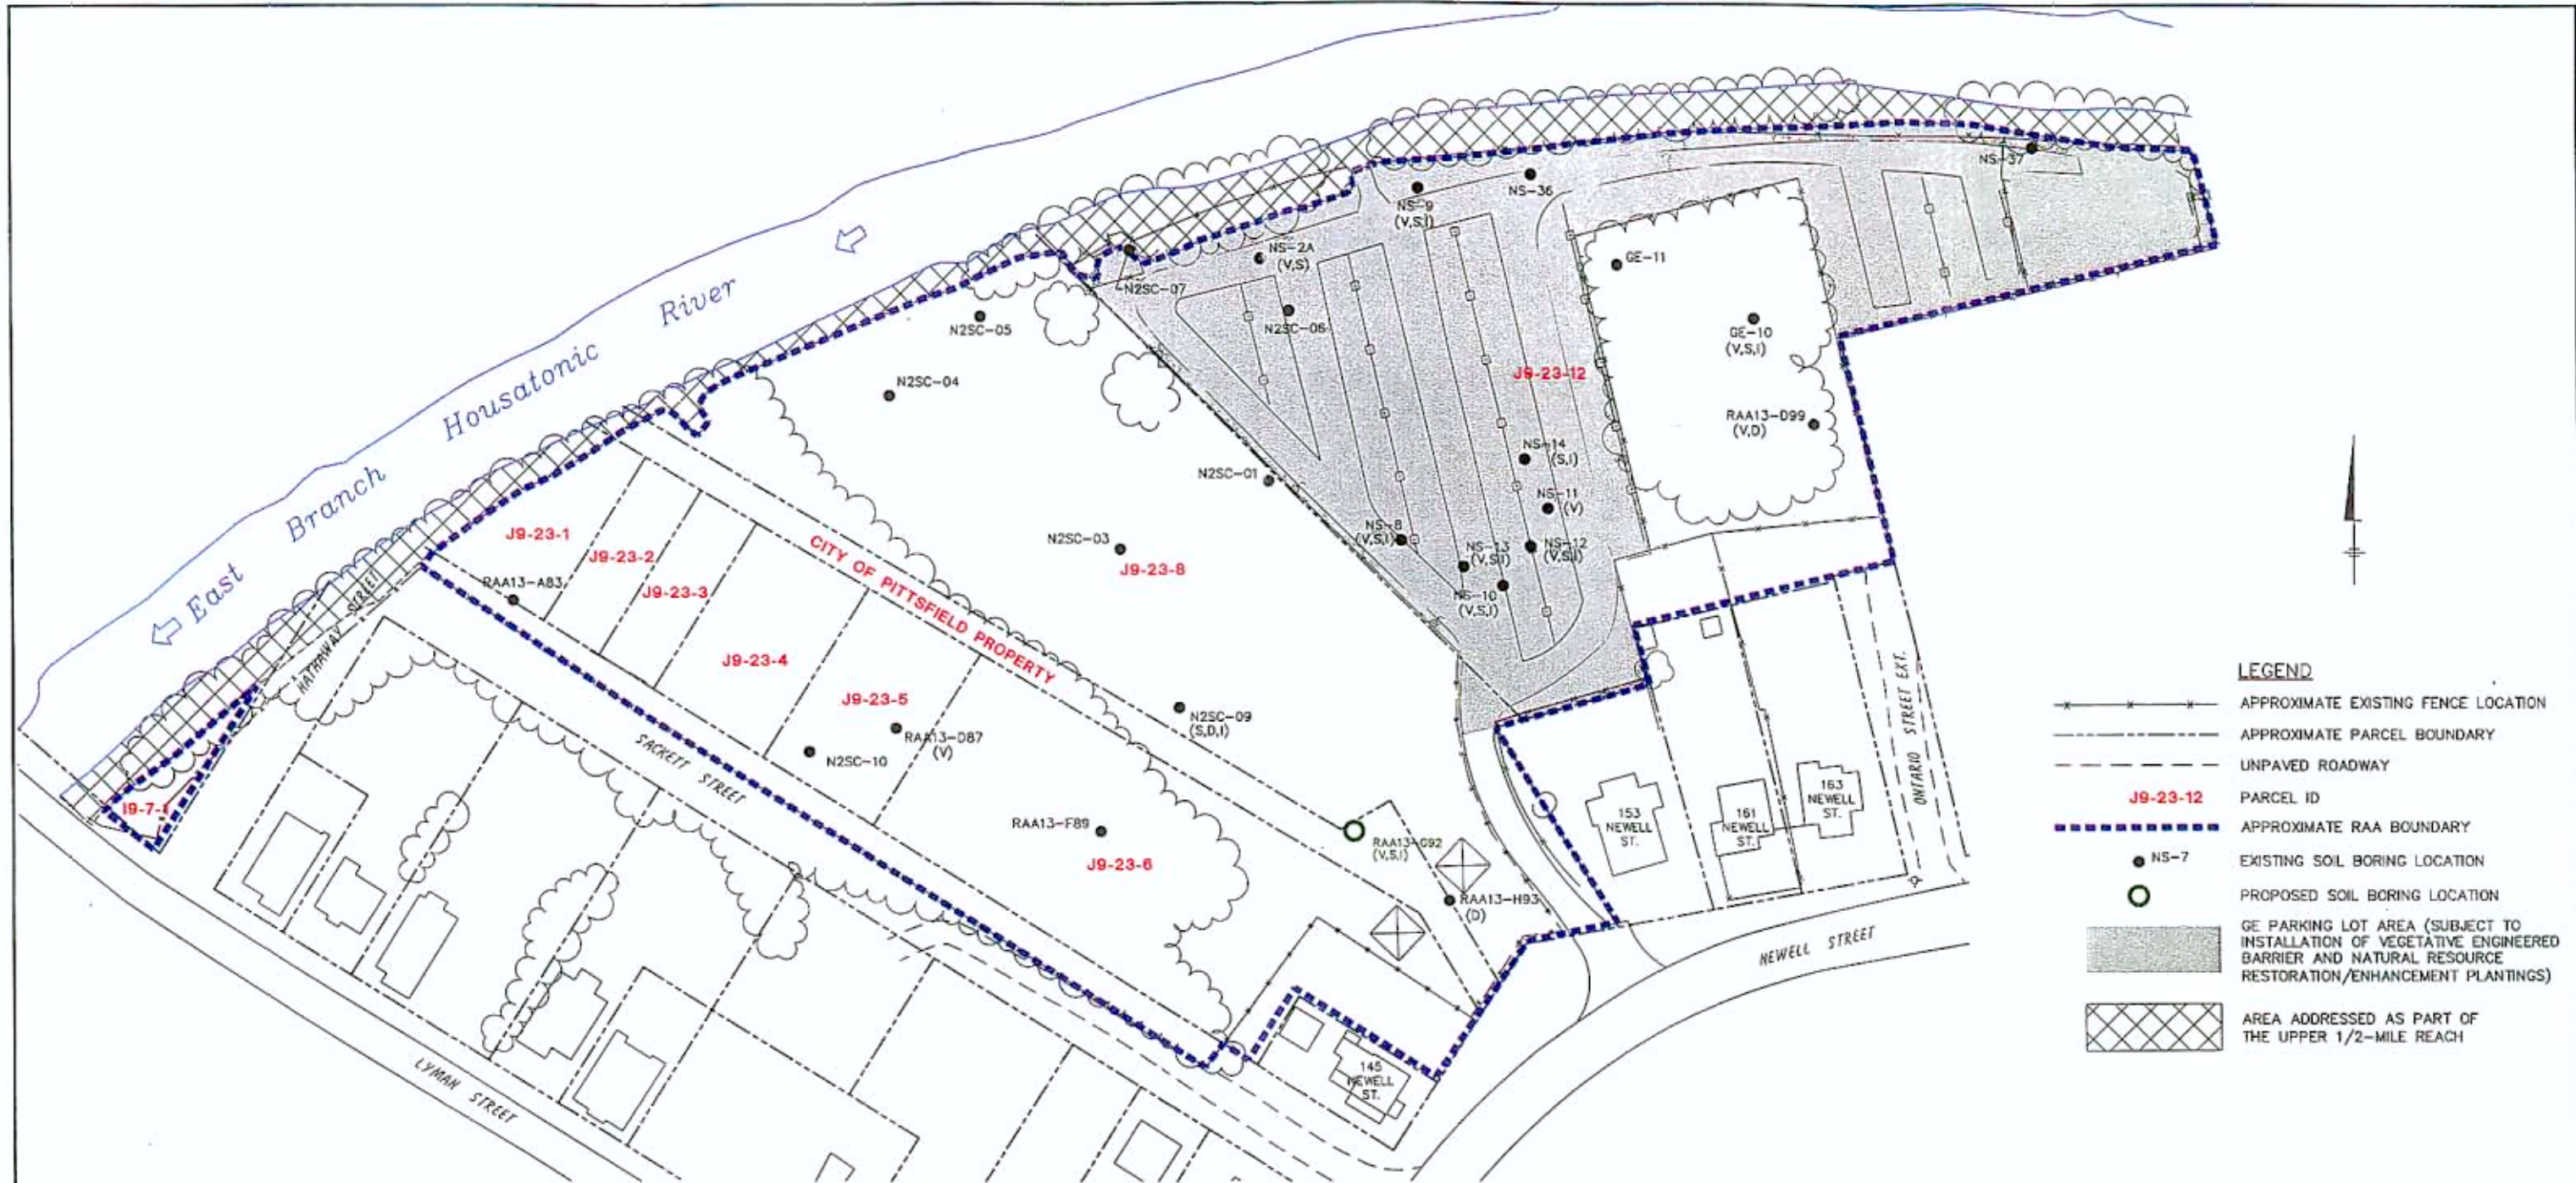 East Branch Housatonic River
NS-37
NS-36
NS-9
(V,S,I)
NS-2A
(V,S)
GE-11
N2SC-07
N2SC-05
N2SC-06
GE-10
(V,S,I)
J9-23-12
N2SC-04
RAA13-D99
(V,D)
NS-14
(S,I)
N2SC-01
NS-11
(V)
NS-8
(V,S,I)
NS-13
(V,S,I)
NS-12
(V,S,I)
NS-10
(V,S,I)
N2SC-03
J9-23-8
CITY OF PITTSFIELD PROPERTY
J9-23-1
J9-23-2
J9-23-3
J9-23-4
J9-23-5
J9-23-6
RAA13-A83
HATHAWAY STREET
I9-7-1
N2SC-09
(S,D,I)
RAA13-D87
(V)
N2SC-10
SACKETT STREET
RAA13-F89
RAA13-G92
(V,S,I)
RAA13-H93
(D)
153
NEWELL
ST.
161
NEWELL
ST.
163
NEWELL
ST.
ONTARIO STREET EXT.
NEWELL STREET
145
NEWELL
ST.
LYMAN STREET
LEGEND
APPROXIMATE EXISTING FENCE LOCATION
APPROXIMATE PARCEL BOUNDARY
UNPAVED ROADWAY
J9-23-12 PARCEL ID
APPROXIMATE RAA BOUNDARY
NS-7 EXISTING SOIL BORING LOCATION
PROPOSED SOIL BORING LOCATION
GE PARKING LOT AREA (SUBJECT TO
INSTALLATION OF VEGETATIVE ENGINEERED
BARRIER AND NATURAL RESOURCE
RESTORATION/ENHANCEMENT PLANTINGS)
AREA ADDRESSED AS PART OF
THE UPPER 1/2-MILE REACH